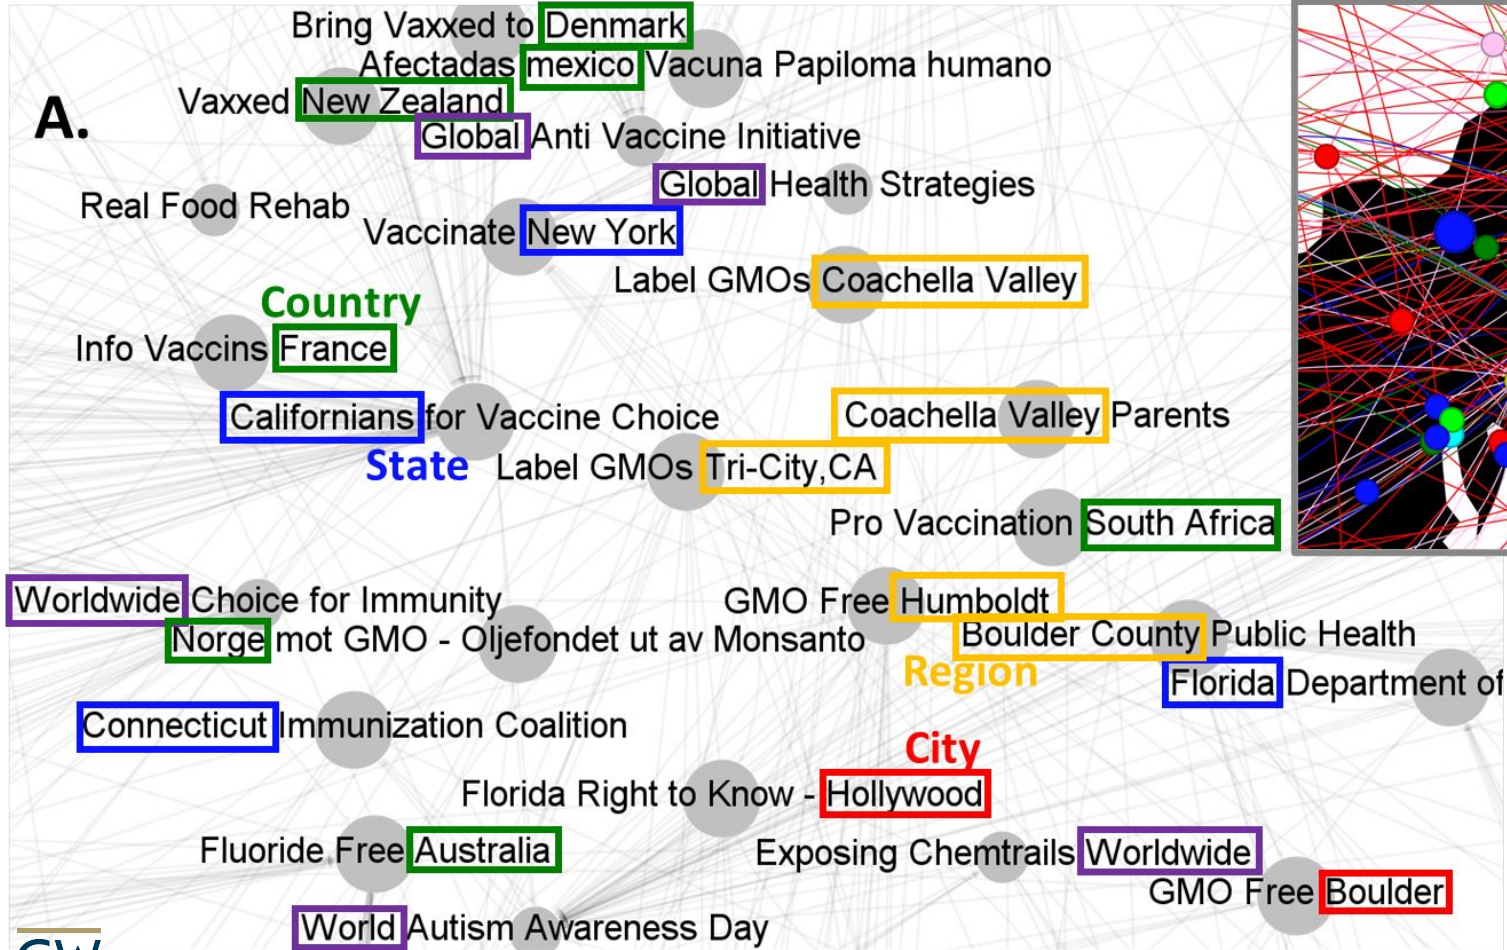 Bring Vaxxed to Denmark
Afectadas mexico Vacuna Papiloma humano
Vaxxed New Zealand
A.
Global Anti Vaccine Initiative
Global Health Strategies
Real Food Rehab
Vaccinate New York
Label GMOs Coachella Valley
Country
Info Vaccins France
Californians for Vaccine Choice
Coachella Valley Parents
State
Label GMOs Tri-City,CA
Pro Vaccination South Africa
Worldwide Choice for Immunity
GMO Free Humboldt
Norge mot GMO - Oljefondet ut av Monsanto
Boulder County Public Health
Region
Florida Department of
Connecticut Immunization Coalition
City
Florida Right to Know - Hollywood
Fluoride Free Australia
Exposing Chemtrails Worldwide
GMO Free Boulder
World Autism Awareness Day